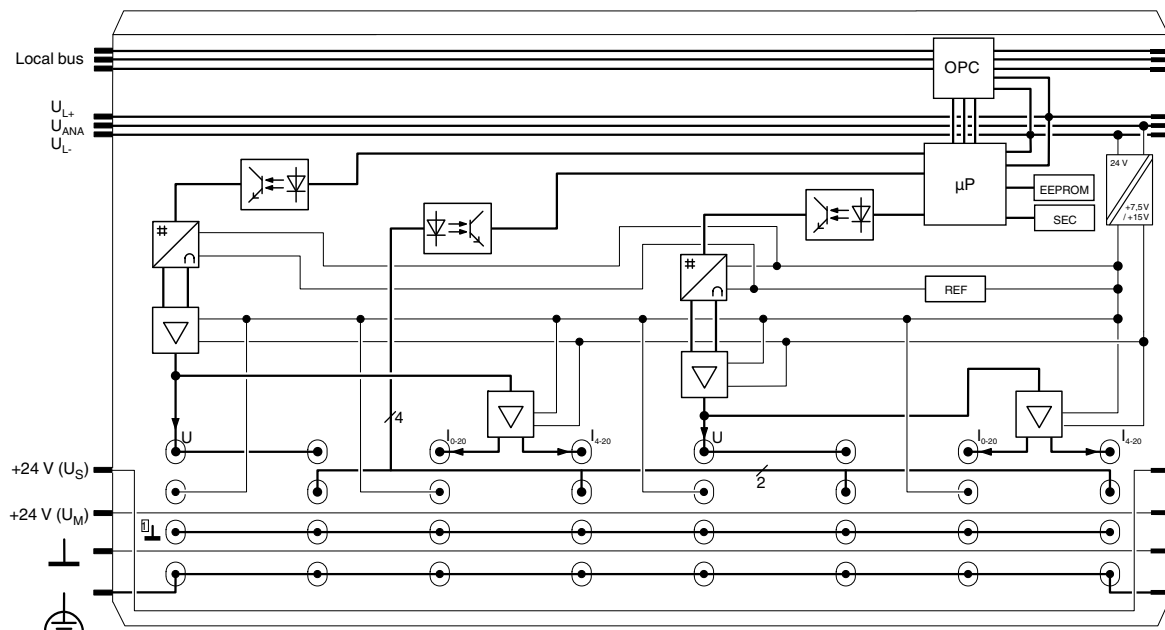 Local bus
OPC
U_L+
U_ANA
U_L-
24 V
+7,5 V
/ +15 V
µP
EEPROM
SEC
#
∩
#
∩
REF
4
U
I_0-20
I_4-20
U
I_0-20
I_4-20
+24 V (U_S)
2
+24 V (U_M)
1